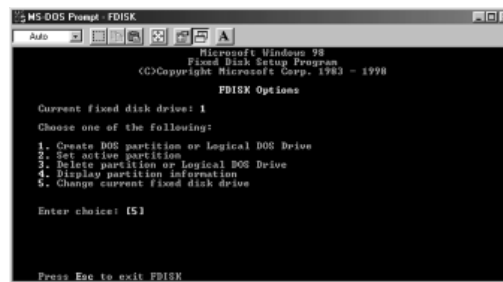 MS-DOS Prompt - FDISK
Auto
A
Microsoft Windows 98
Fixed Disk Setup Program
(C)Copyright Microsoft Corp. 1983 - 1998
FDISK Options
Current fixed disk drive: 1
Choose one of the following:
1. Create DOS partition or Logical DOS Drive
2. Set active partition
3. Delete partition or Logical DOS Drive
4. Display partition information
5. Change current fixed disk drive
Enter choice: [5]
Press Esc to exit FDISK